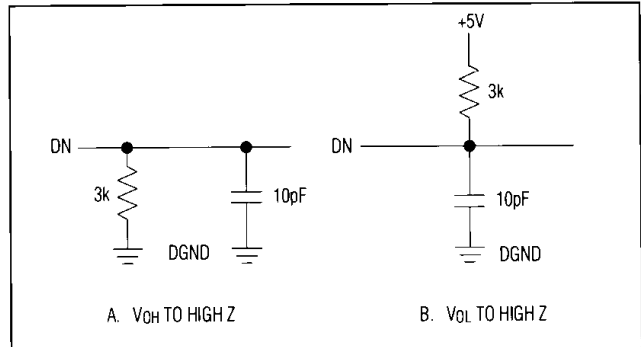 +5V
3k
DN
DN
3k
10pF
10pF
DGND
DGND
A. VOH TO HIGH Z
B. VOL TO HIGH Z